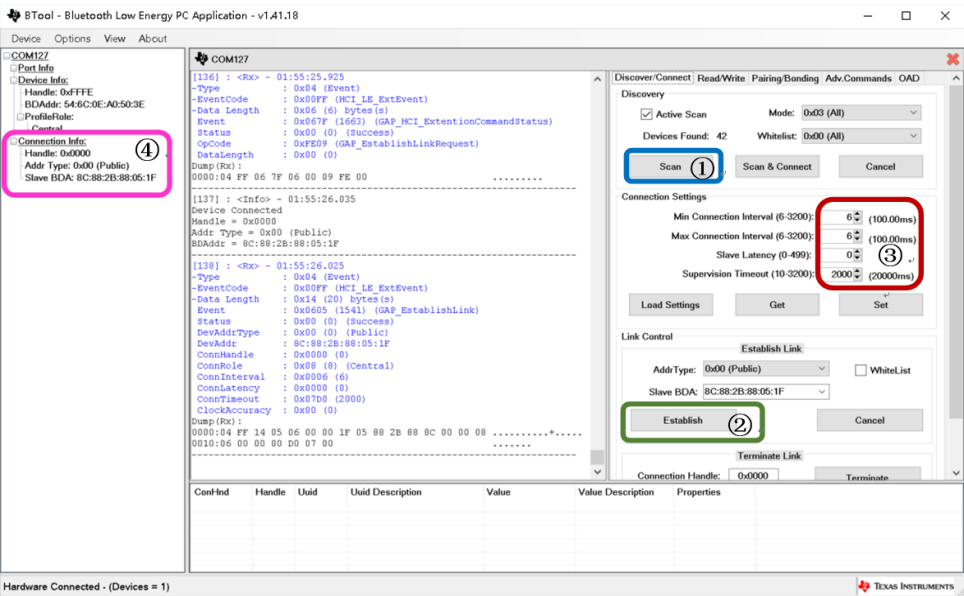 BTool - Bluetooth Low Energy PC Application - v1.41.18
Device Options View About
COM127
Port Info
Device Info:
Handle: 0xFFFE
BDAddr: 54:6C:0E:A0:50:3E
ProfileRole:
Central
Connection Info:
Handle: 0x0000
④
Addr Type: 0x00 (Public)
Slave BDA: 8C:88:2B:88:05:1F
COM127
[136] : <Rx> - 01:55:25.925
-Type : 0x04 (Event)
-EventCode : 0x00FF (HCI_LE_ExtEvent)
-Data Length : 0x06 (6) bytes(s)
Event : 0x067F (1663) (GAP_HCI_ExtentionCommandStatus)
Status : 0x00 (0) (Success)
OpCode : 0xFE09 (GAP_EstablishLinkRequest)
DataLength : 0x00 (0)
Dump(Rx):
0000:04 FF 06 7F 06 00 09 FE 00 .........
[137] : <Info> - 01:55:26.035
Device Connected
Handle = 0x0000
Addr Type = 0x00 (Public)
BDAddr = 8C:88:2B:88:05:1F
[138] : <Rx> - 01:55:26.025
-Type : 0x04 (Event)
-EventCode : 0x00FF (HCI_LE_ExtEvent)
-Data Length : 0x14 (20) bytes(s)
Event : 0x0605 (1541) (GAP_EstablishLink)
Status : 0x00 (0) (Success)
DevAddrType : 0x00 (0) (Public)
DevAddr : 8C:88:2B:88:05:1F
ConnHandle : 0x0000 (0)
ConnRole : 0x08 (8) (Central)
ConnInterval : 0x0006 (6)
ConnLatency : 0x0000 (0)
ConnTimeout : 0x07D0 (2000)
ClockAccuracy : 0x00 (0)
Dump(Rx):
0000:04 FF 14 05 06 00 00 1F 05 88 2B 88 8C 00 00 08 ..........+.....
0010:06 00 00 00 D0 07 00 .......
Discover/Connect Read/Write Pairing/Bonding Adv.Commands OAD
Discovery
Active Scan Mode: 0x03 (All)
Devices Found: 42 Whitelist: 0x00 (All)
Scan ① Scan & Connect Cancel
Connection Settings
Min Connection Interval (6-3200): 6 (100.00ms)
Max Connection Interval (6-3200): 6 (100.00ms)
Slave Latency (0-499): 0 ③
Supervision Timeout (10-3200): 2000 (20000ms)
Load Settings Get Set
Link Control
Establish Link
AddrType: 0x00 (Public) WhiteList
Slave BDA: 8C:88:2B:88:05:1F
Establish ② Cancel
Terminate Link
Connection Handle: 0x0000 Terminate
ConHnd Handle Uuid Uuid Description Value Value Description Properties
Hardware Connected - (Devices = 1)
TEXAS INSTRUMENTS